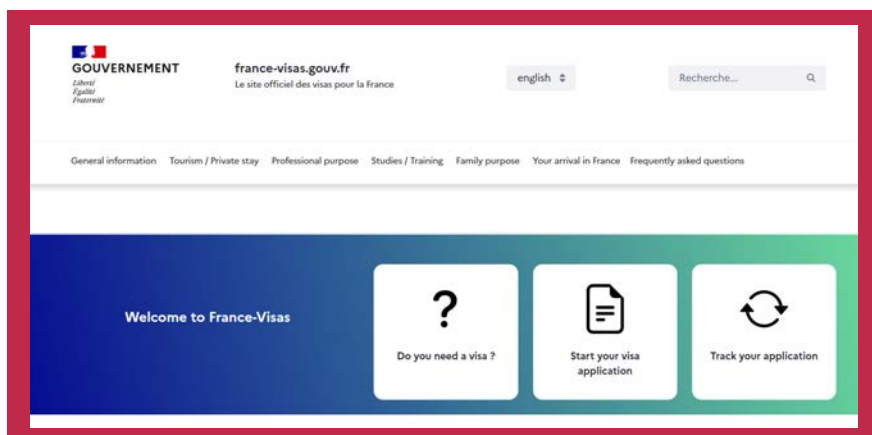 GOUVERNEMENT
Liberté
Égalité
Fraternité
france-visas.gouv.fr
Le site officiel des visas pour la France
english
Recherche...
General information Tourism / Private stay Professional purpose Studies / Training Family purpose Your arrival in France Frequently asked questions
Welcome to France-Visas
?
Do you need a visa ?
Start your visa
application
Track your application